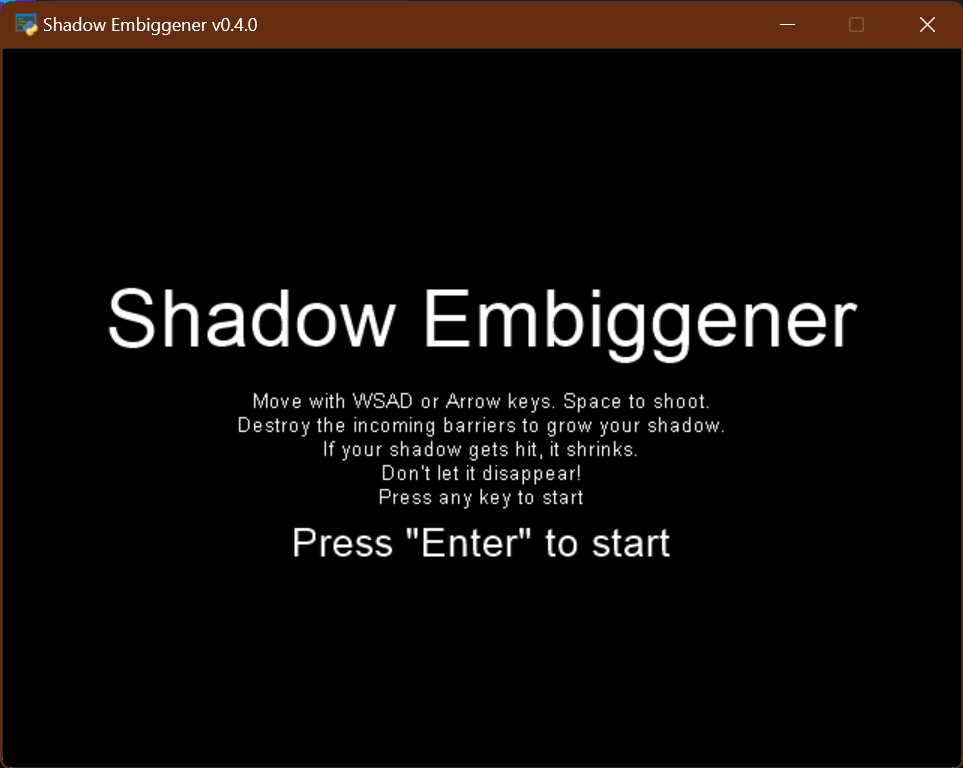 Shadow Embiggener v0.4.0
Shadow Embiggener
Move with WSAD or Arrow keys. Space to shoot.
Destroy the incoming barriers to grow your shadow.
If your shadow gets hit, it shrinks.
Don't let it disappear!
Press any key to start
Press "Enter" to start